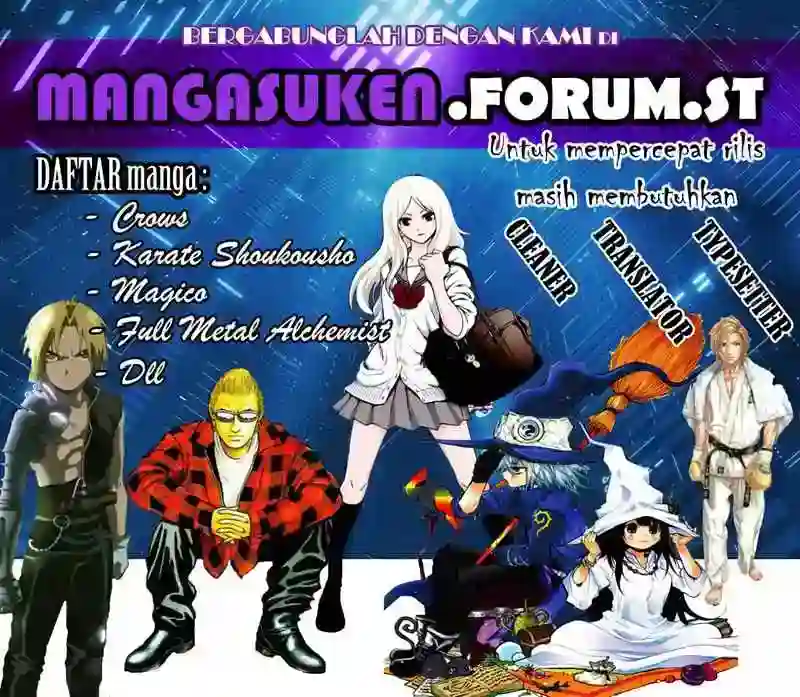 BERGABUNGLAH DENGAN KAMI DI
MANGASUKEN.FORUM.ST
Untuk mempercepat rilis
masih membutuhkan
DAFTAR manga :
- Crows
- Karate Shoukousho
- Magico
- Full Metal Alchemist
- Dll
CLEANER
TRANSLATOR
TYPESETTER